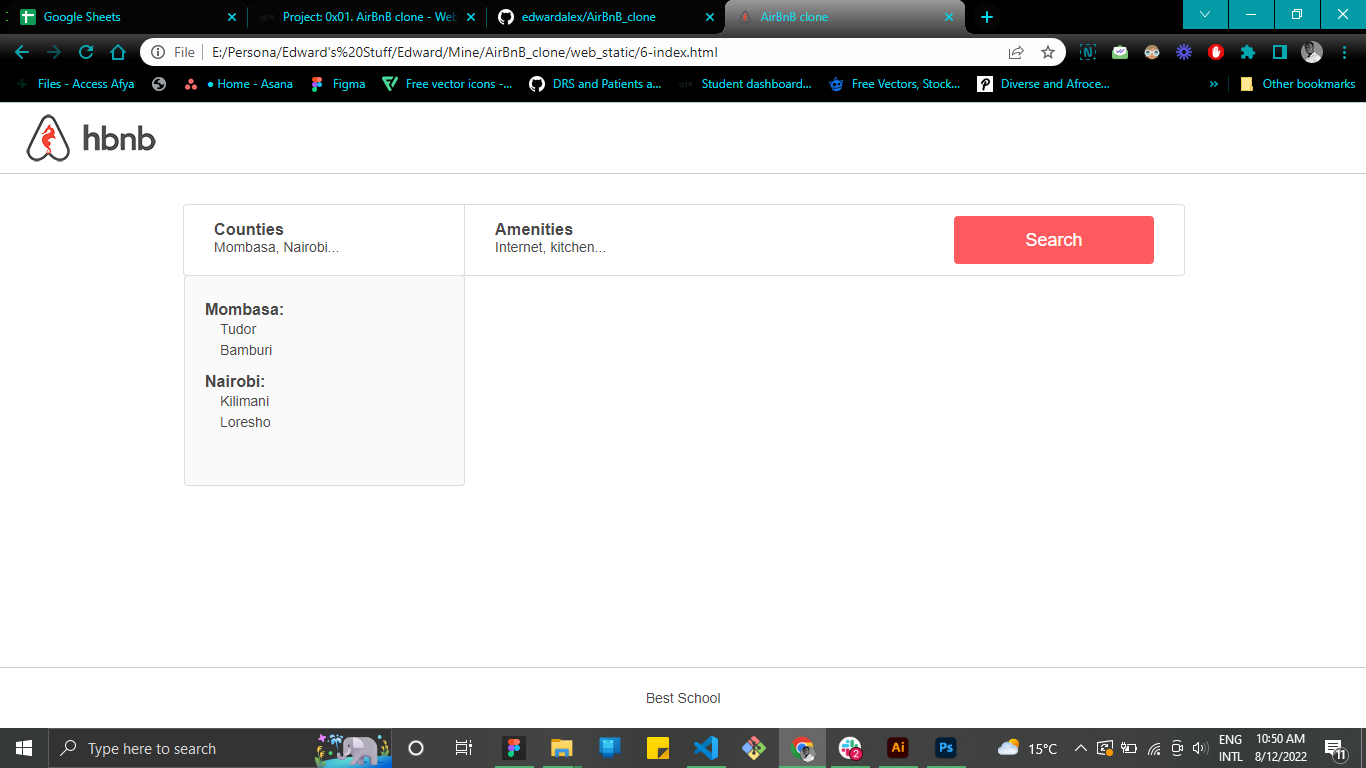 Google Sheets
Project: 0x01. AirBnB clone - Web
edwardalex/AirBnB_clone
AirBnB clone
File
E:/Persona/Edward's%20Stuff/Edward/Mine/AirBnB_clone/web_static/6-index.html
Files - Access Afya
● Home - Asana
Figma
Free vector icons -...
DRS and Patients a...
Student dashboard...
Free Vectors, Stock...
Diverse and Afroce...
»
Other bookmarks
hbnb
Counties
Mombasa, Nairobi...
Amenities
Internet, kitchen...
Search
Mombasa:
Tudor
Bamburi
Nairobi:
Kilimani
Loresho
Best School
Type here to search
2
Ai
Ps
15°C
ENG
INTL
10:50 AM
8/12/2022
11